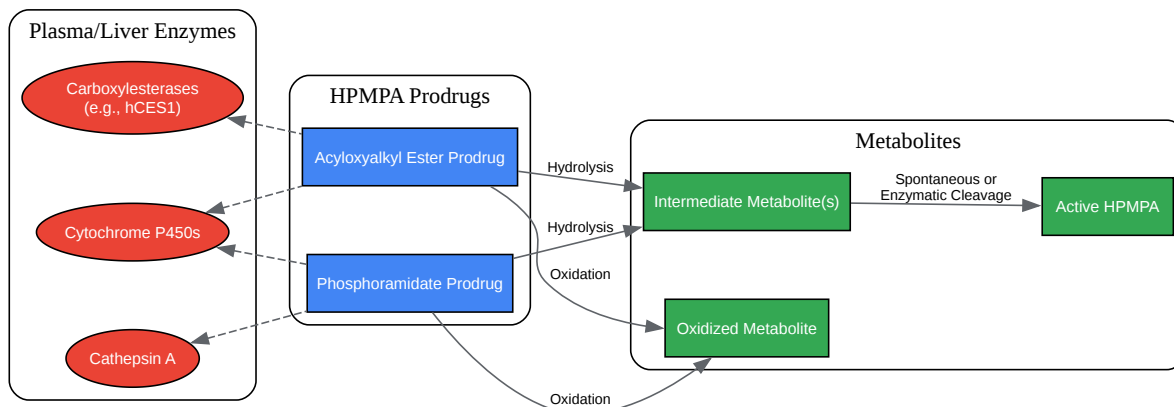 Plasma/Liver Enzymes
Carboxylesterases
(e.g., hCES1)
Cytochrome P450s
Cathepsin A
HPMPA Prodrugs
Acyloxyalkyl Ester Prodrug
Phosphoramidate Prodrug
Hydrolysis
Hydrolysis
Oxidation
Oxidation
Metabolites
Intermediate Metabolite(s)
Spontaneous or
Enzymatic Cleavage
Active HPMPA
Oxidized Metabolite